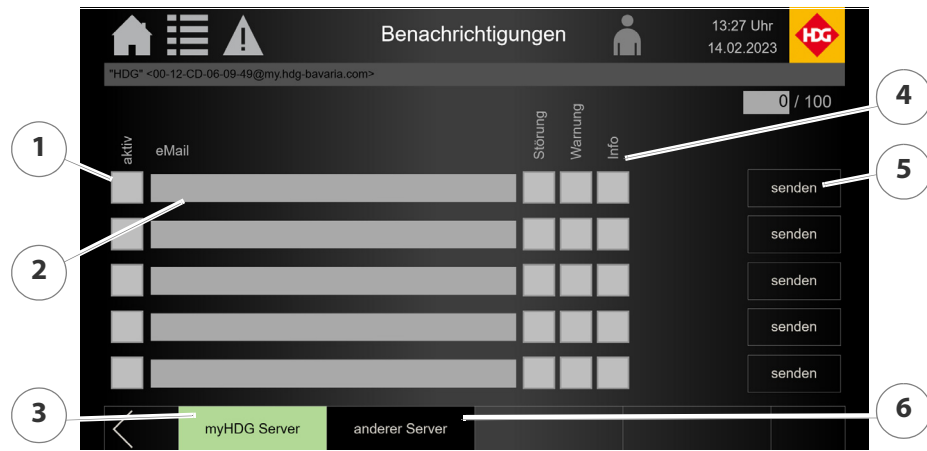 Benachrichtigungen
13:27 Uhr
14.02.2023
HDG
"HDG" <00-12-CD-06-09-49@my.hdg-bavaria.com>
0 / 100
aktiv
eMail
Störung
Warnung
Info
senden
senden
senden
senden
senden
myHDG Server
anderer Server
1
2
3
4
5
6